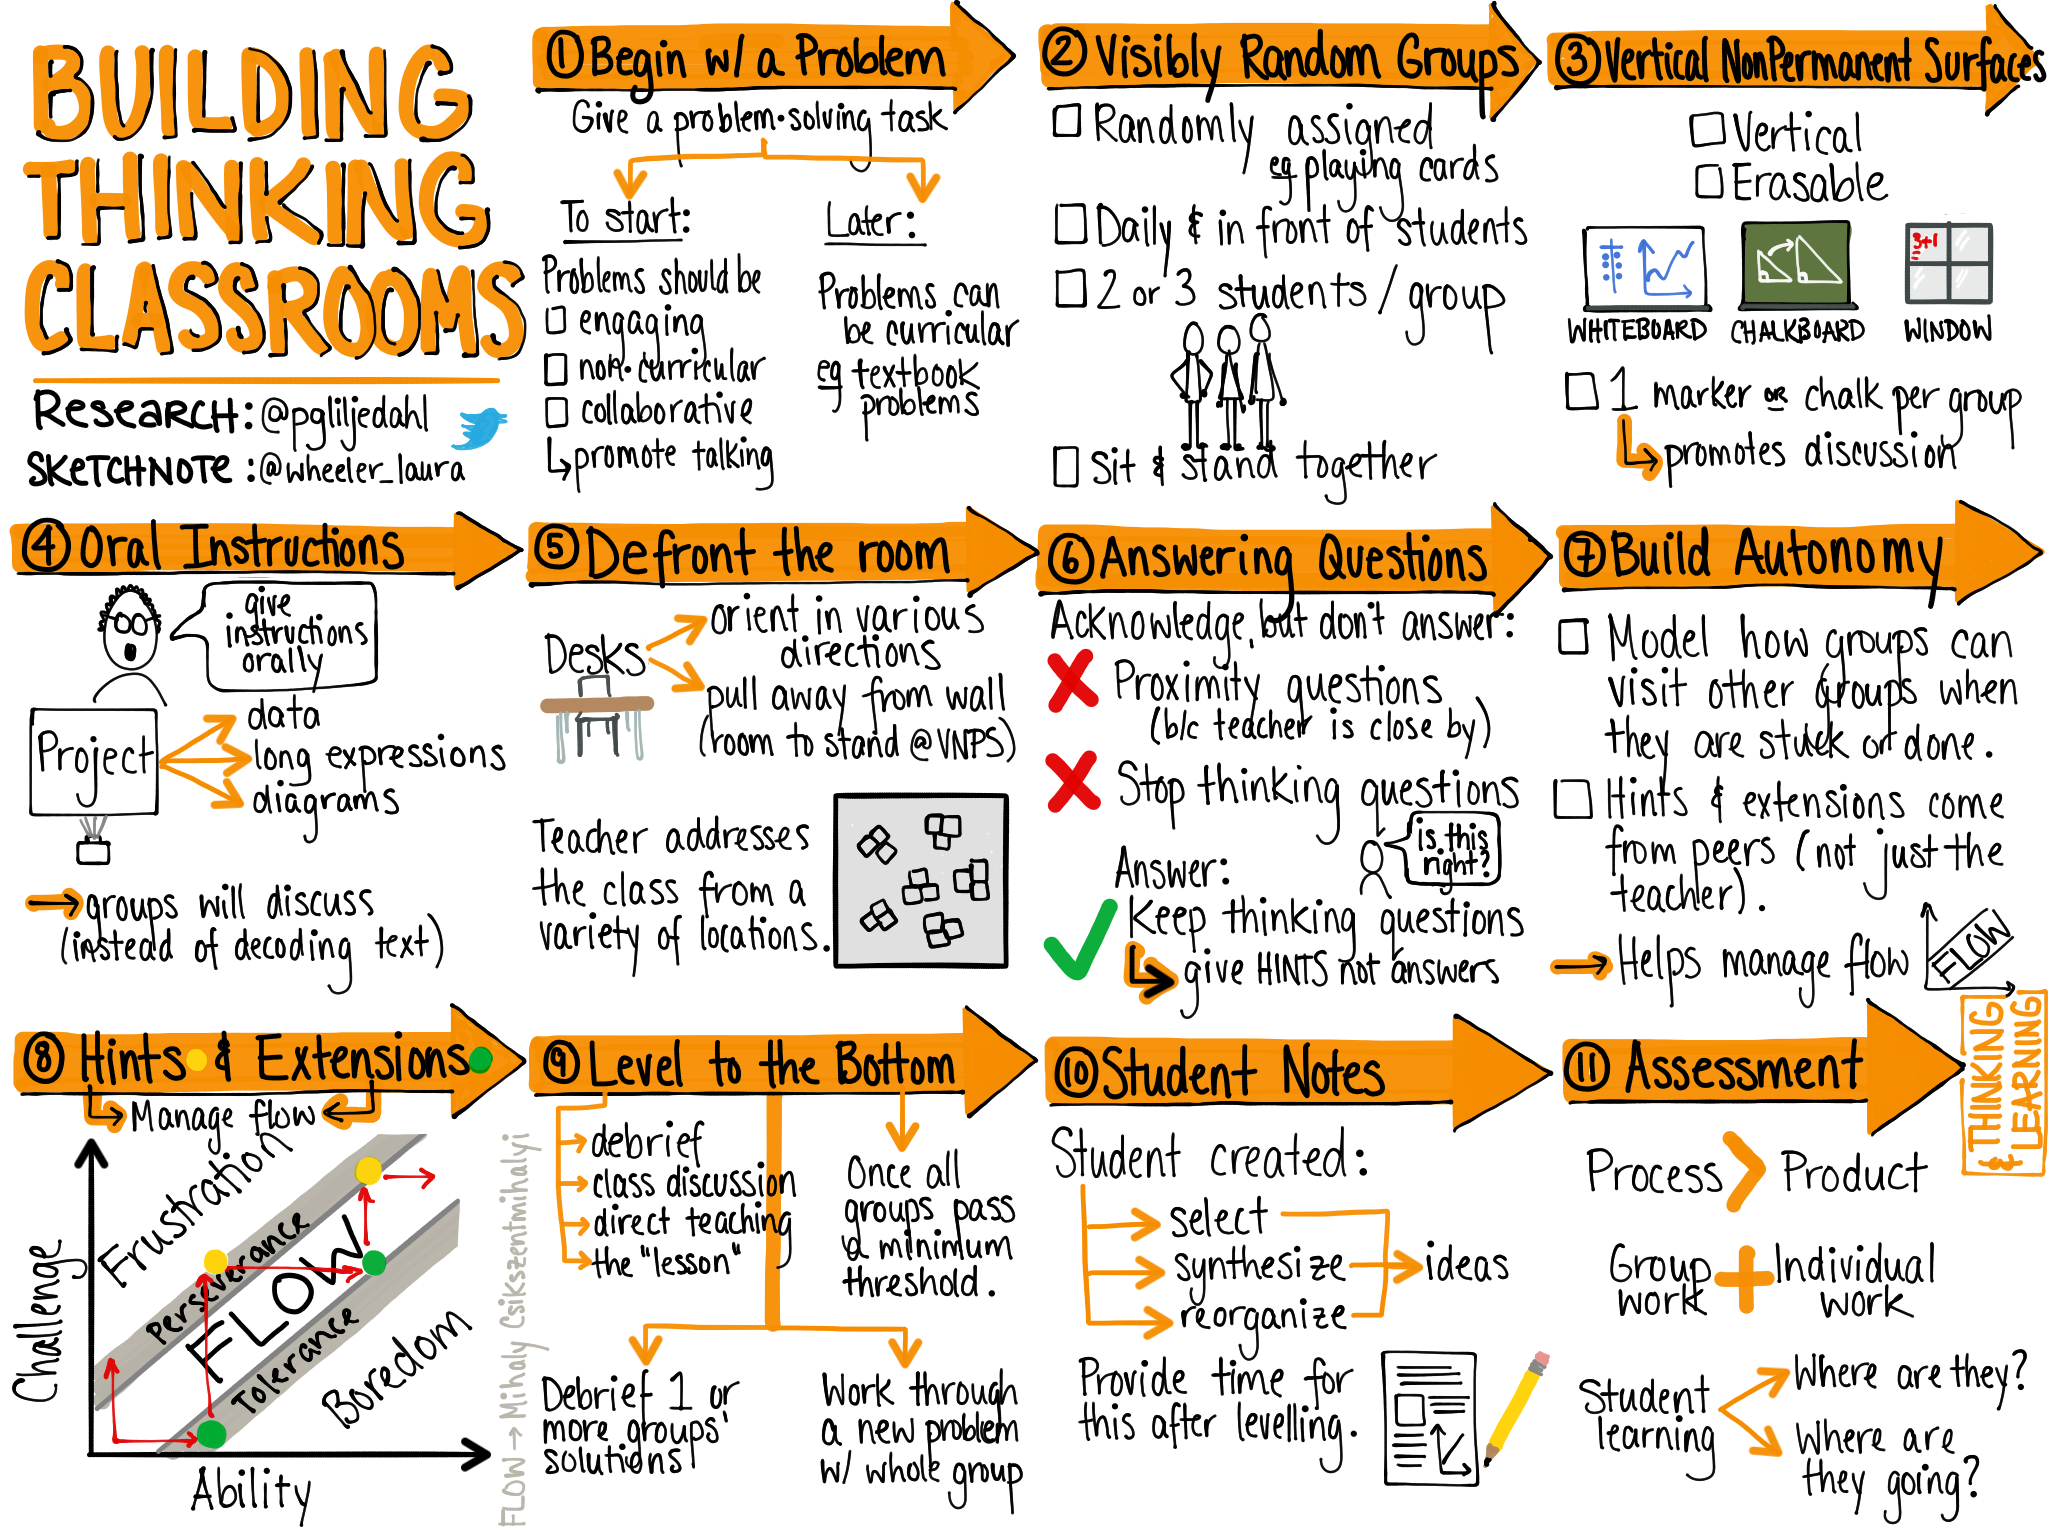 BUILDING
THINKING
CLASSROOMS
RESEARCH: @pgliljedahl
SKETCHNOTE: @wheeler_laura
① Begin w/ a Problem
Give a problem-solving task
To start:
Problems should be
engaging
non-curricular
collaborative
promote talking
Later:
Problems can
be curricular
eg textbook
problems
② Visibly Random Groups
Randomly assigned
eg playing cards
Daily & in front of students
2 or 3 students / group
Sit & stand together
③ Vertical NonPermanent Surfaces
Vertical
Erasable
3+1
=
WHITEBOARD
CHALKBOARD
WINDOW
1 marker or chalk per group
promotes discussion
④ Oral Instructions
give
instructions
orally
Project
data
long expressions
diagrams
groups will discuss
(instead of decoding text)
⑤ Defront the room
Desks
orient in various
directions
pull away from wall
(room to stand @ VNPS)
Teacher addresses
the class from a
variety of locations.
⑥ Answering Questions
Acknowledge, but don't answer:
Proximity questions
(b/c teacher is close by)
Stop thinking questions
is this
right?
Answer:
Keep thinking questions
give HINTS not answers
⑦ Build Autonomy
Model how groups can
visit other groups when
they are stuck or done.
Hints & extensions come
from peers (not just the
teacher).
Helps manage flow
FLOW
⑧ Hints & Extensions
Manage flow
Challenge
Frustration
Perseverance
FLOW
Tolerance
Boredom
Ability
FLOW → Mihaly Csikszentmihalyi
⑨ Level to the Bottom
debrief
class discussion
direct teaching
the "lesson"
Once all
groups pass
a minimum
threshold.
Debrief 1 or
more groups'
solutions
Work through
a new problem
w/ whole group
⑩ Student Notes
Student created:
select
synthesize
reorganize
ideas
Provide time for
this after levelling.
⑪ Assessment
& THINKING
LEARNING
Process > Product
Group
work
+
Individual
work
Student
learning
Where are they?
Where are
they going?